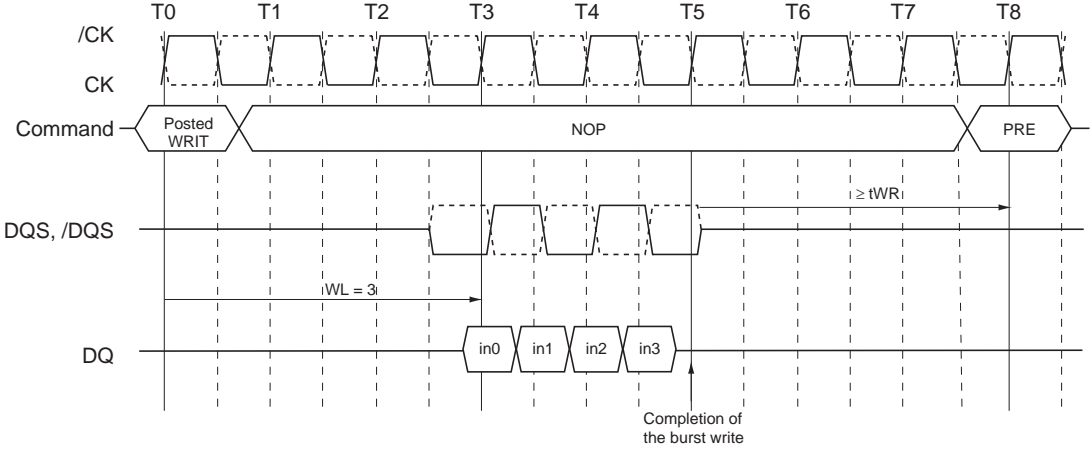 T0 T1 T2 T3 T4 T5 T6 T7 T8
/CK
CK
Command
Posted
WRIT
NOP
PRE
≥ tWR
DQS, /DQS
WL = 3
DQ
in0 in1 in2 in3
Completion of
the burst write